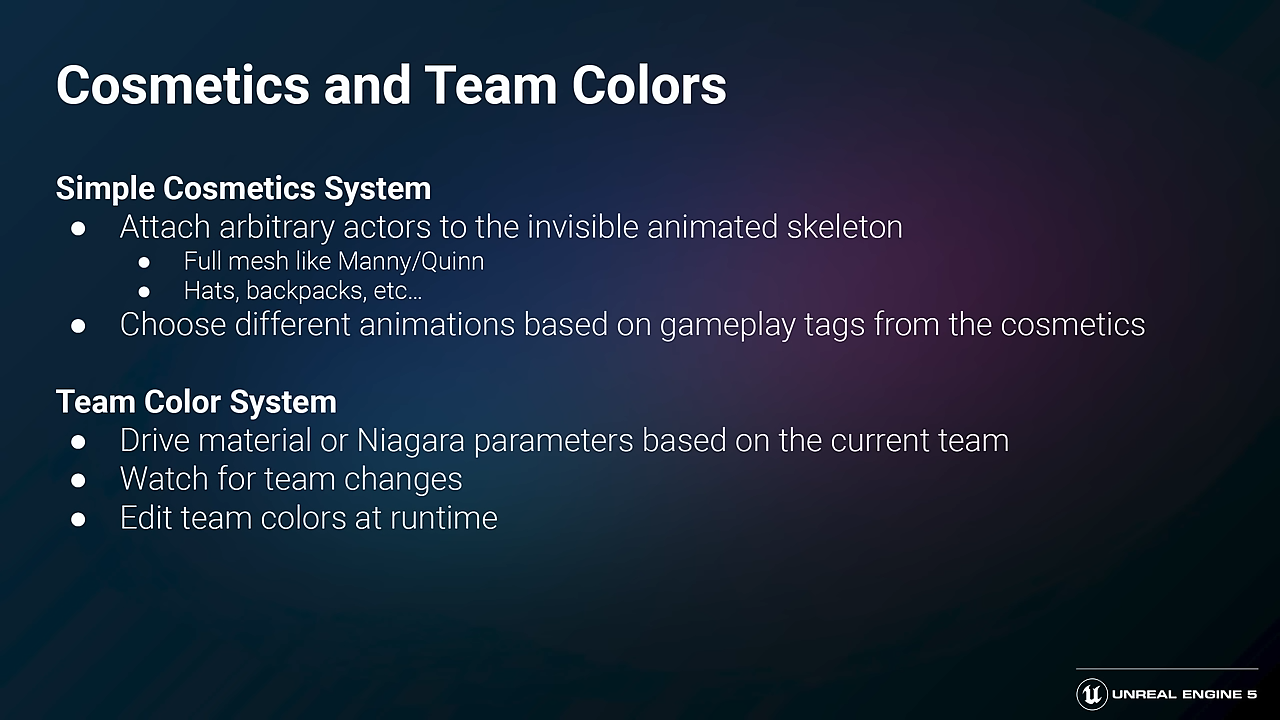 Cosmetics and Team Colors
Simple Cosmetics System
● Attach arbitrary actors to the invisible animated skeleton
● Full mesh like Manny/Quinn
● Hats, backpacks, etc…
● Choose different animations based on gameplay tags from the cosmetics
Team Color System
● Drive material or Niagara parameters based on the current team
● Watch for team changes
● Edit team colors at runtime
UNREAL ENGINE 5